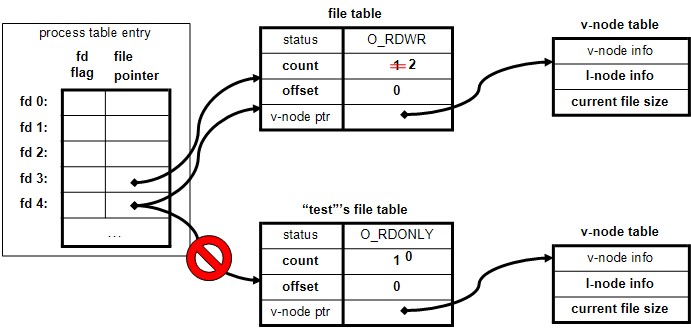 process table entry
fd
flag
file
pointer
fd 0:
fd 1:
fd 2:
fd 3:
fd 4:
...
file table
status O_RDWR
count 1 2
offset 0
v-node ptr
v-node table
v-node info
I-node info
current file size
“test”’s file table
status O_RDONLY
count 1 0
offset 0
v-node ptr
v-node table
v-node info
I-node info
current file size